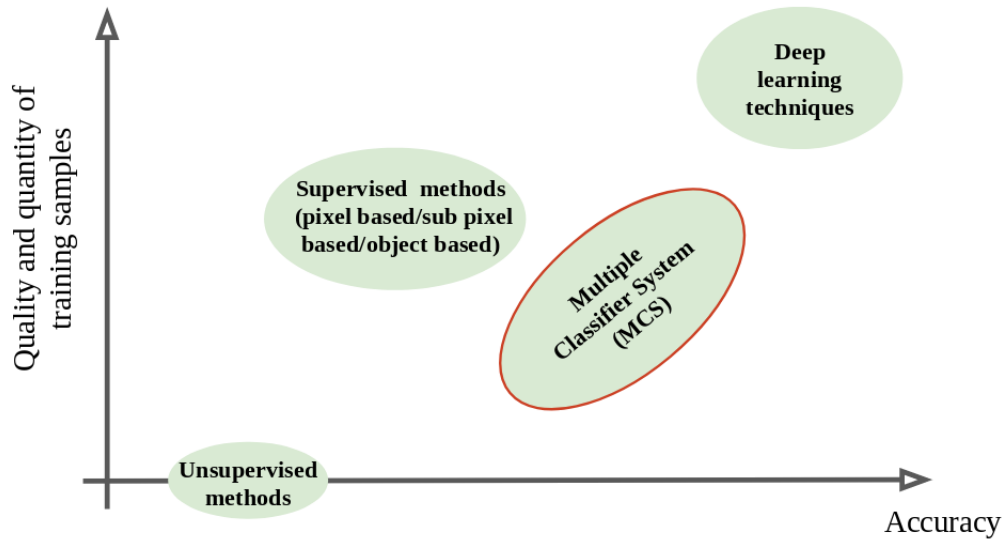 Quality and quantity of
training samples
Deep
learning
techniques
Supervised methods
(pixel based/sub pixel
based/object based)
Multiple
Classifier System
(MCS)
Unsupervised
methods
Accuracy